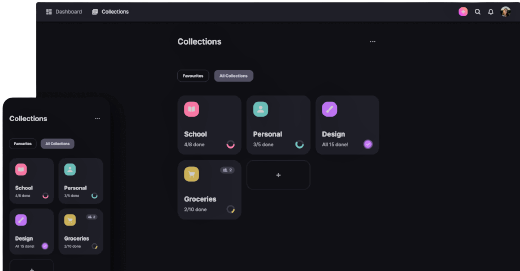 Dashboard
Collections
Collections
...
Favourites
All Collections
School
4/8 done
Personal
3/5 done
Design
All 15 done!
Groceries
2/10 done
+
Collections
...
Favourites
All Collections
School
4/8 done
Personal
3/5 done
Design
All 15 done!
Groceries
2/10 done
+